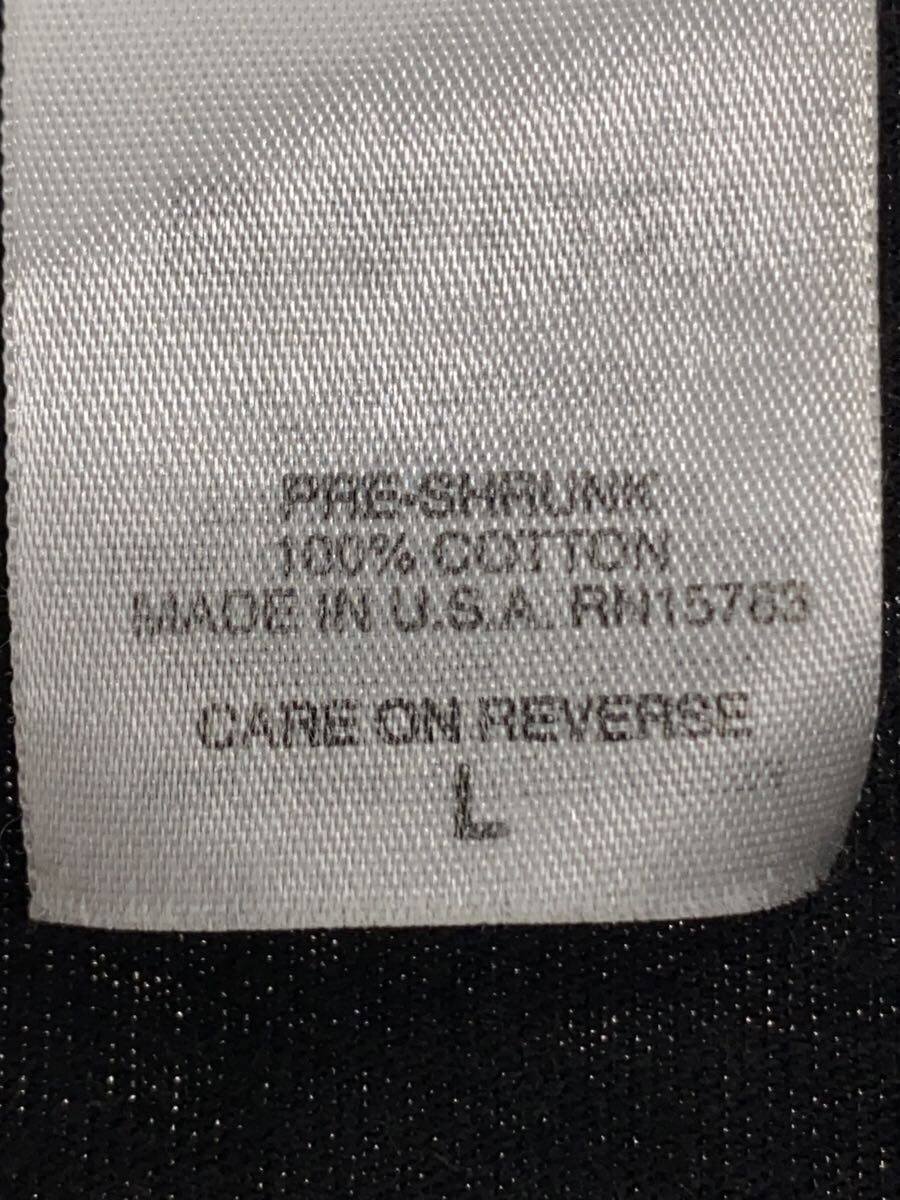 PRE-SHRUNK
100% COTTON
MADE IN U.S.A. RN15763
CARE ON REVERSE
L